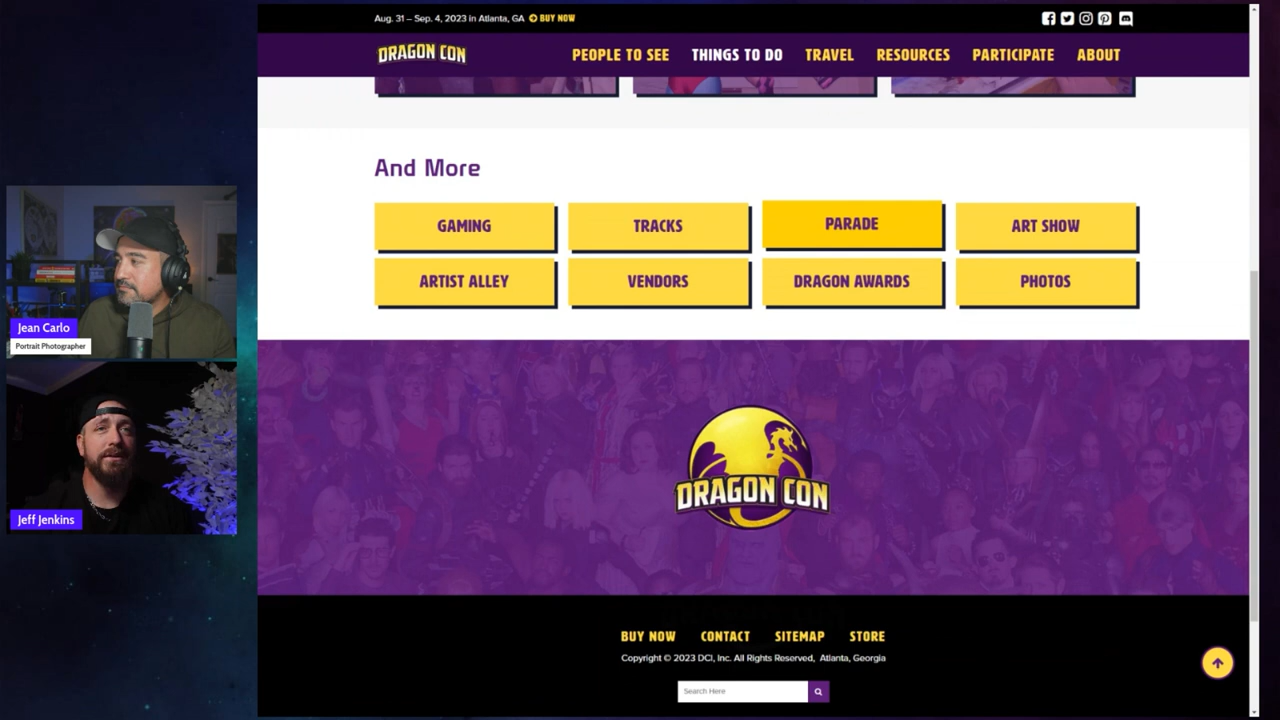 Aug. 31 – Sep. 4, 2023 in Atlanta, GA BUY NOW
DRAGON CON
PEOPLE TO SEE THINGS TO DO TRAVEL RESOURCES PARTICIPATE ABOUT
And More
GAMING TRACKS PARADE ART SHOW
ARTIST ALLEY VENDORS DRAGON AWARDS PHOTOS
Jean Carlo
Portrait Photographer
Jeff Jenkins
DRAGON CON
BUY NOW CONTACT SITEMAP STORE
Copyright © 2023 DCI, Inc. All Rights Reserved, Atlanta, Georgia
Search Here